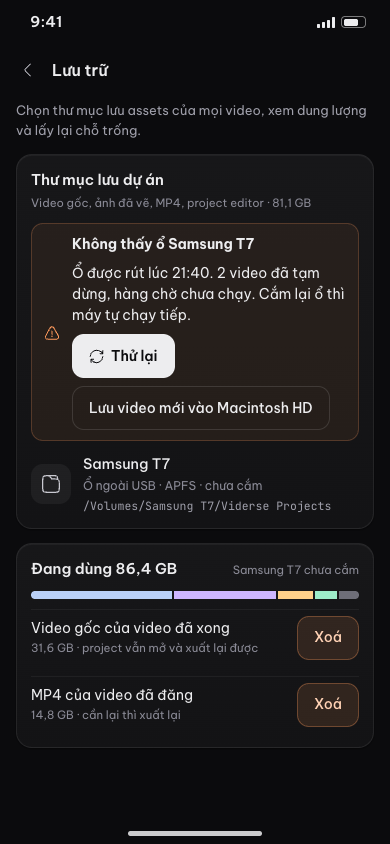 9:41
Lưu trữ
Chọn thư mục lưu assets của mọi video, xem dung lượng
và lấy lại chỗ trống.
Thư mục lưu dự án
Video gốc, ảnh đã vẽ, MP4, project editor · 81,1 GB
Không thấy ổ Samsung T7
Ổ được rút lúc 21:40. 2 video đã tạm
dừng, hàng chờ chưa chạy. Cắm lại ổ thì
máy tự chạy tiếp.
Thử lại
Lưu video mới vào Macintosh HD
Samsung T7
Ổ ngoài USB · APFS · chưa cắm
/Volumes/Samsung T7/Viderse Projects
Đang dùng 86,4 GB
Samsung T7 chưa cắm
Video gốc của video đã xong
31,6 GB · project vẫn mở và xuất lại được
Xoá
MP4 của video đã đăng
14,8 GB · cần lại thì xuất lại
Xoá